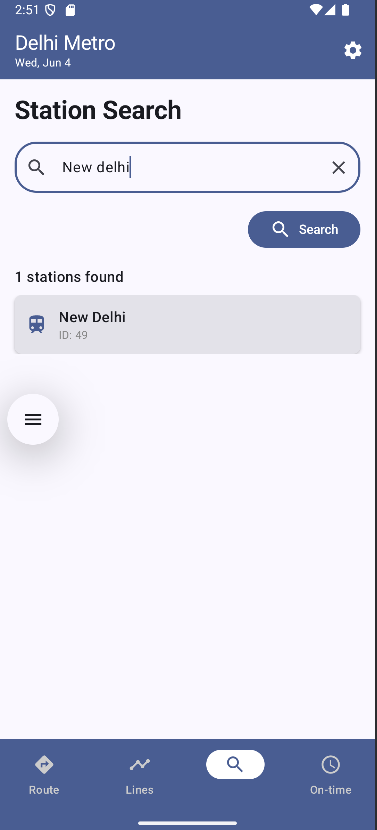 2:51
Delhi Metro
Wed, Jun 4
Station Search
New delhi
Search
1 stations found
New Delhi
ID: 49
Route
Lines
On-time